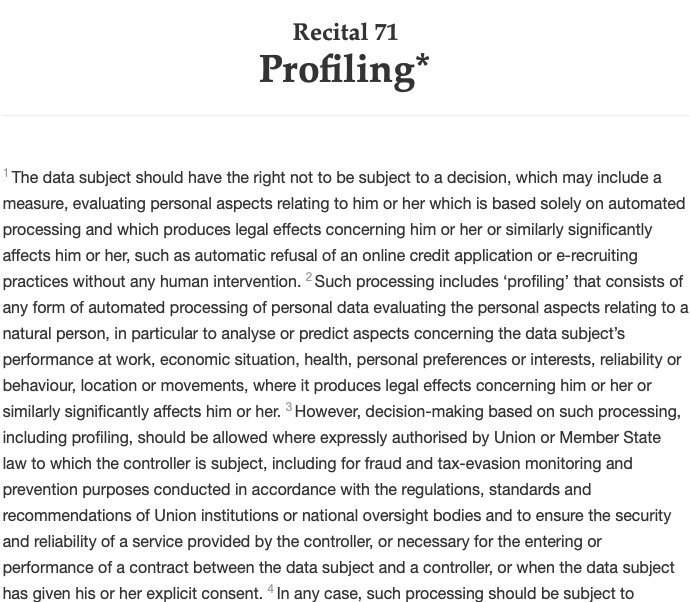 Recital 71
Profiling*
1 The data subject should have the right not to be subject to a decision, which may include a
measure, evaluating personal aspects relating to him or her which is based solely on automated
processing and which produces legal effects concerning him or her or similarly significantly
affects him or her, such as automatic refusal of an online credit application or e-recruiting
practices without any human intervention. 2 Such processing includes ‘profiling’ that consists of
any form of automated processing of personal data evaluating the personal aspects relating to a
natural person, in particular to analyse or predict aspects concerning the data subject’s
performance at work, economic situation, health, personal preferences or interests, reliability or
behaviour, location or movements, where it produces legal effects concerning him or her or
similarly significantly affects him or her. 3 However, decision-making based on such processing,
including profiling, should be allowed where expressly authorised by Union or Member State
law to which the controller is subject, including for fraud and tax-evasion monitoring and
prevention purposes conducted in accordance with the regulations, standards and
recommendations of Union institutions or national oversight bodies and to ensure the security
and reliability of a service provided by the controller, or necessary for the entering or
performance of a contract between the data subject and a controller, or when the data subject
has given his or her explicit consent. 4 In any case, such processing should be subject to